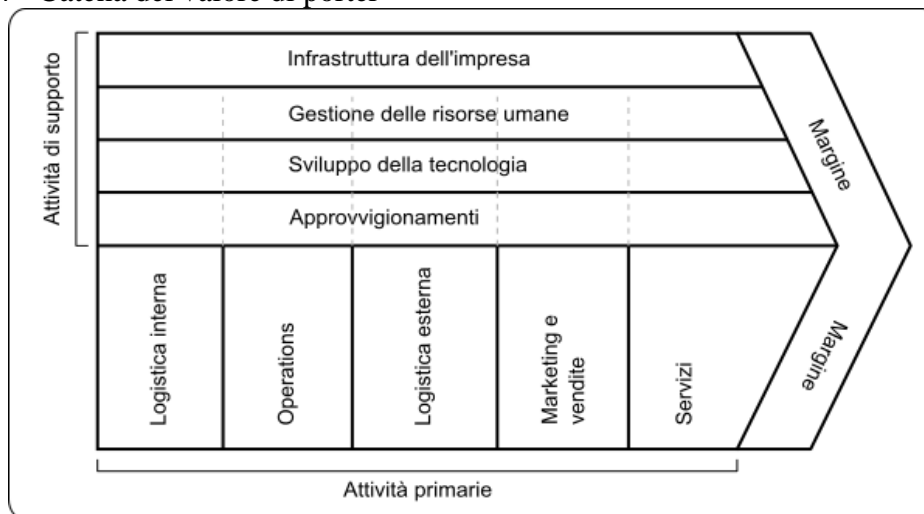 Catena del valore di porter
Infrastruttura dell'impresa
Gestione delle risorse umane
Sviluppo della tecnologia
Approvvigionamenti
Attività di supporto
Margine
Logistica interna
Operations
Logistica esterna
Marketing e
vendite
Servizi
Margine
Attività primarie